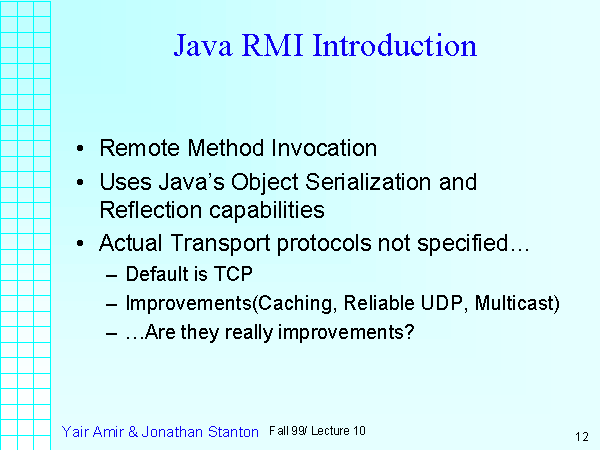 Java RMI Introduction
• Remote Method Invocation
• Uses Java's Object Serialization and
Reflection capabilities
• Actual Transport protocols not specified…
– Default is TCP
– Improvements(Caching, Reliable UDP, Multicast)
– …Are they really improvements?
Yair Amir & Jonathan Stanton Fall 99/ Lecture 10
12